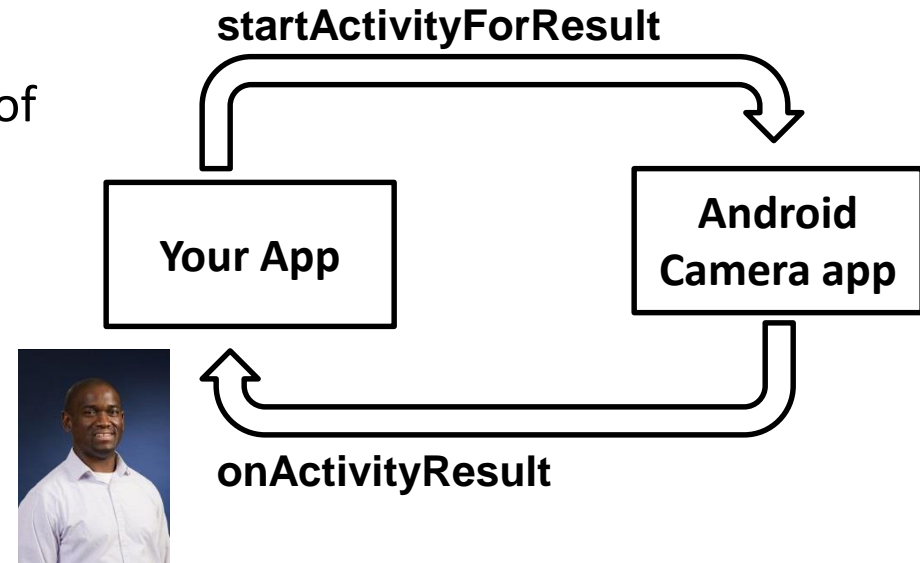 startActivityForResult
of
Your App
Android
Camera app
onActivityResult